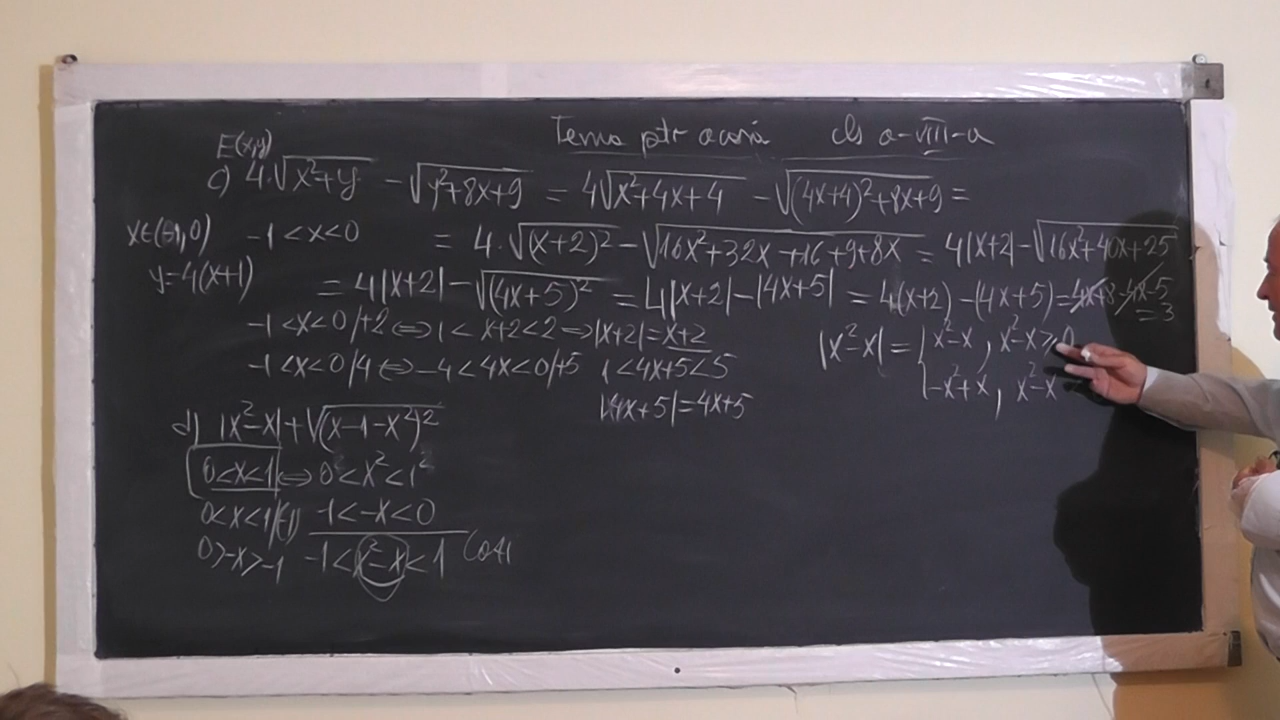 Tema ptr acasă cls a-VIII-a
E(x,y)
c) 4·√(x²+y) - √(y²+8x+9) = 4√(x²+4x+4) - √((4x+4)²+8x+9) =
x∈(-1,0) -1<x<0 = 4·√((x+2)²) - √(16x²+32x+16+9+8x) = 4|x+2| - √(16x²+40x+25)
y=4(x+1) = 4|x+2| - √((4x+5)²) = 4|x+2| - |4x+5| = 4(x+2) - (4x+5) = 4x+8-4x-5
= 3
-1<x<0 /+2 ⇔ 1<x+2<2 ⇒ |x+2|=x+2
-1<x<0 /4 ⇔ -4<4x<0 /+5 1<4x+5<5
|4x+5|=4x+5
|x²-x| = { x²-x, x²-x>0
-x²+x, x²-x
d) |x²-x| + √((x-1-x²)²)
0<x<1 ⇔ 0²<x²<1²
0<x<1 /(-1) -1<-x<0
0>-x>-1 -1<x²-x<1